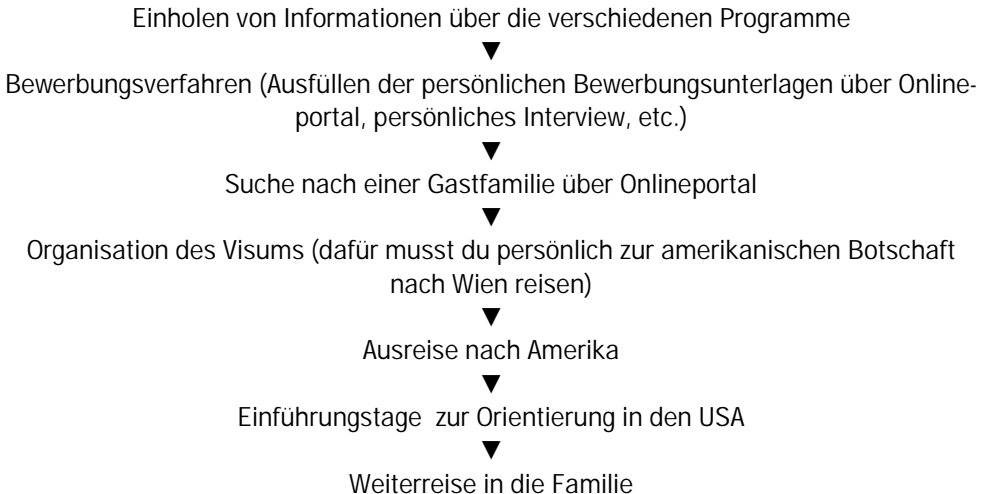 Einholen von Informationen über die verschiedenen Programme
▼
Bewerbungsverfahren (Ausfüllen der persönlichen Bewerbungsunterlagen über Online-
portal, persönliches Interview, etc.)
▼
Suche nach einer Gastfamilie über Onlineportal
▼
Organisation des Visums (dafür musst du persönlich zur amerikanischen Botschaft
nach Wien reisen)
▼
Ausreise nach Amerika
▼
Einführungstage  zur Orientierung in den USA
▼
Weiterreise in die Familie